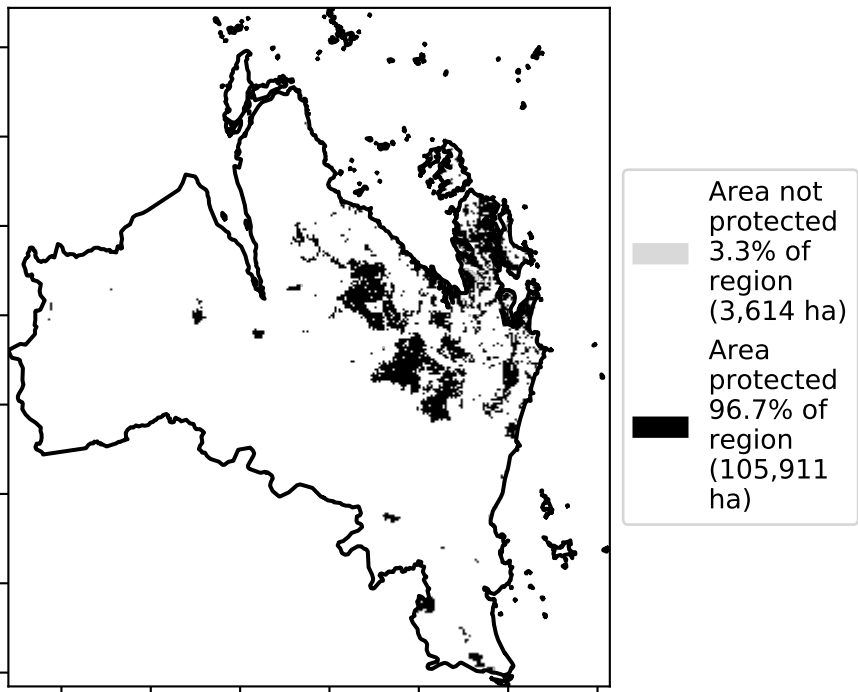 Area not
protected
3.3% of
region
(3,614 ha)
Area
protected
96.7% of
region
(105,911
ha)